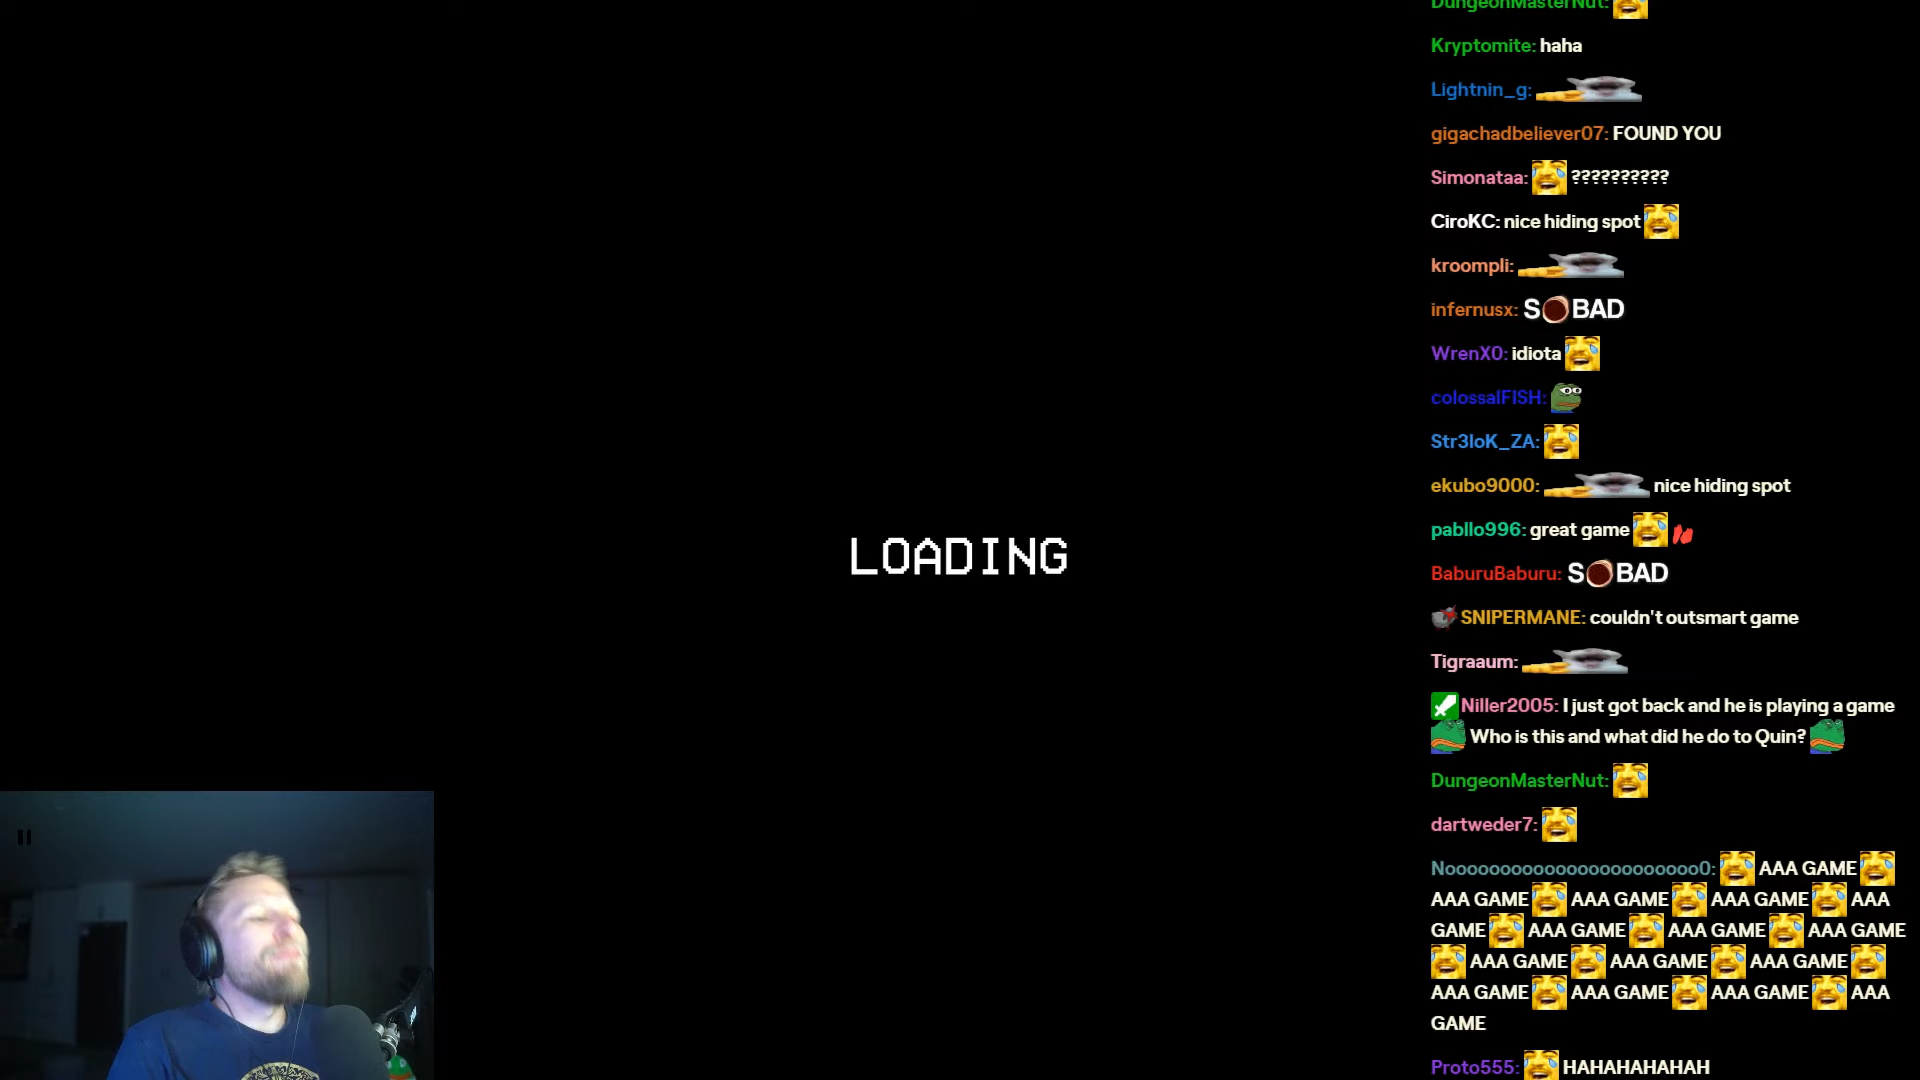 DungeonMasterNut:
Kryptomite: haha
Lightnin_g:
gigachadbeliever07: FOUND YOU
Simonataa: ??????????
CiroKC: nice hiding spot
kroompli:
infernusx: SOBAD
WrenX0: idiota
colossalFISH:
Str3loK_ZA:
ekubo9000: nice hiding spot
pabllo996: great game
LOADING
BaburuBaburu: SOBAD
SNIPERMANE: couldn't outsmart game
Tigraaum:
Niller2005: I just got back and he is playing a game
Who is this and what did he do to Quin?
DungeonMasterNut:
dartweder7:
Nooooooooooooooooooooooo0: AAA GAME
AAA GAME AAA GAME AAA GAME AAA
GAME AAA GAME AAA GAME AAA GAME
AAA GAME AAA GAME AAA GAME
AAA GAME AAA GAME AAA GAME AAA
GAME
Proto555: HAHAHAHAHAH